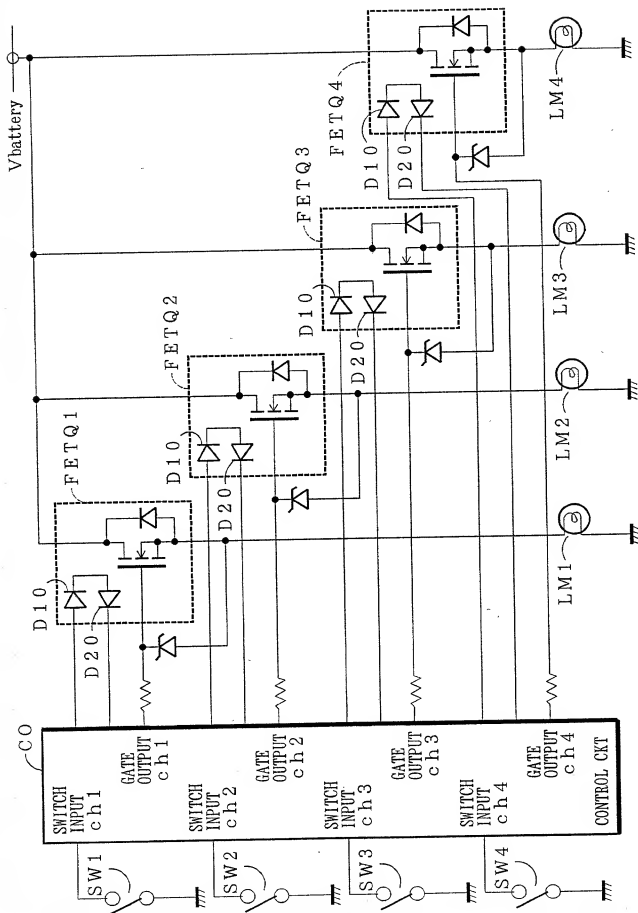 Vbattery
FETQ4
D10
D20
FETQ3
D10
D20
FETQ2
D10
D20
FETQ1
D10
D20
LM4
LM3
LM2
LM1
CO
SWITCH
INPUT
ch1
GATE
OUTPUT
ch1
SWITCH
INPUT
ch2
GATE
OUTPUT
ch2
SWITCH
INPUT
ch3
GATE
OUTPUT
ch3
SWITCH
INPUT
ch4
GATE
OUTPUT
ch4
CONTROL CKT
SW1
SW2
SW3
SW4